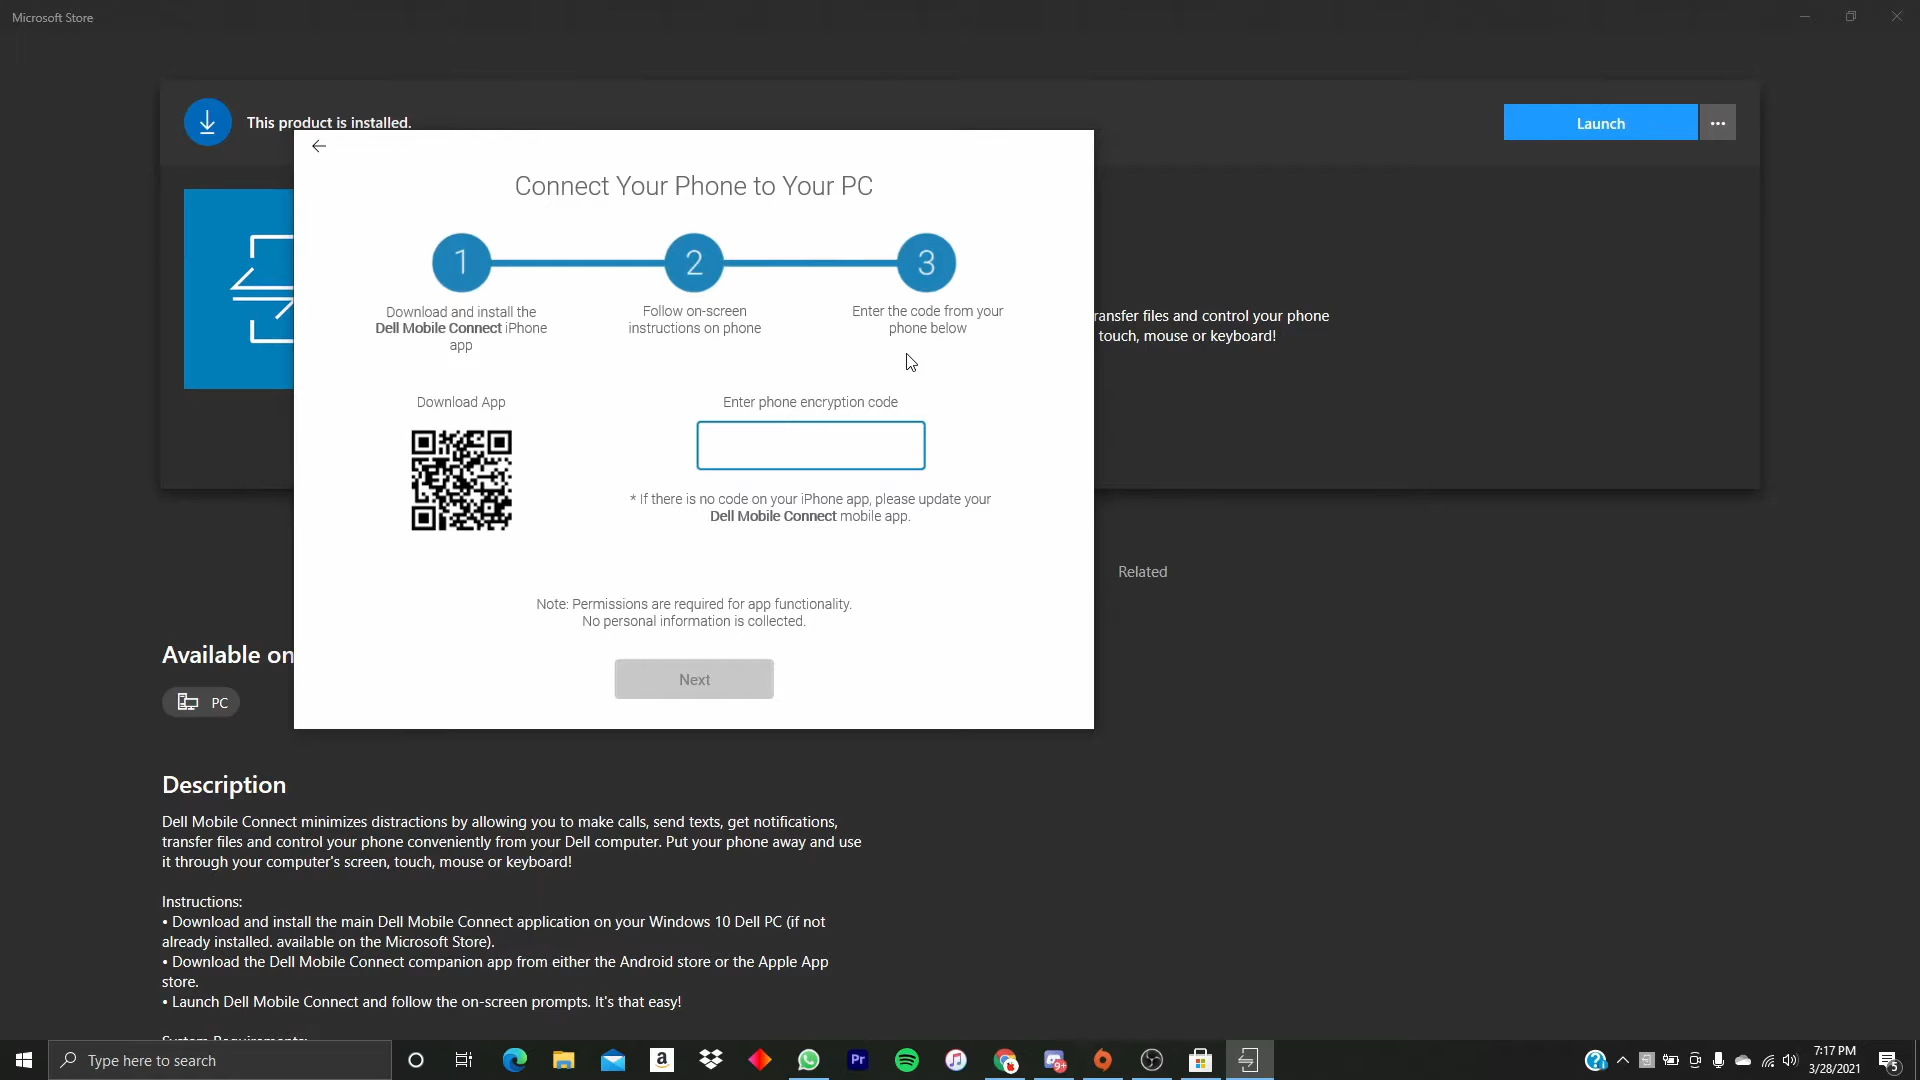 Microsoft Store
This product is installed.
Launch
Connect Your Phone to Your PC
1
2
3
Download and install the
Dell Mobile Connect iPhone
app
Follow on-screen
instructions on phone
Enter the code from your
phone below
ransfer files and control your phone
touch, mouse or keyboard!
Download App
Enter phone encryption code
* If there is no code on your iPhone app, please update your
Dell Mobile Connect mobile app.
Related
Note: Permissions are required for app functionality.
No personal information is collected.
Next
Available on
PC
Description
Dell Mobile Connect minimizes distractions by allowing you to make calls, send texts, get notifications,
transfer files and control your phone conveniently from your Dell computer. Put your phone away and use
it through your computer's screen, touch, mouse or keyboard!
Instructions:
• Download and install the main Dell Mobile Connect application on your Windows 10 Dell PC (if not
already installed. available on the Microsoft Store).
• Download the Dell Mobile Connect companion app from either the Android store or the Apple App
store.
• Launch Dell Mobile Connect and follow the on-screen prompts. It's that easy!
System Requirements:
Type here to search
a
Pr
9+
7:17 PM
3/28/2021
5